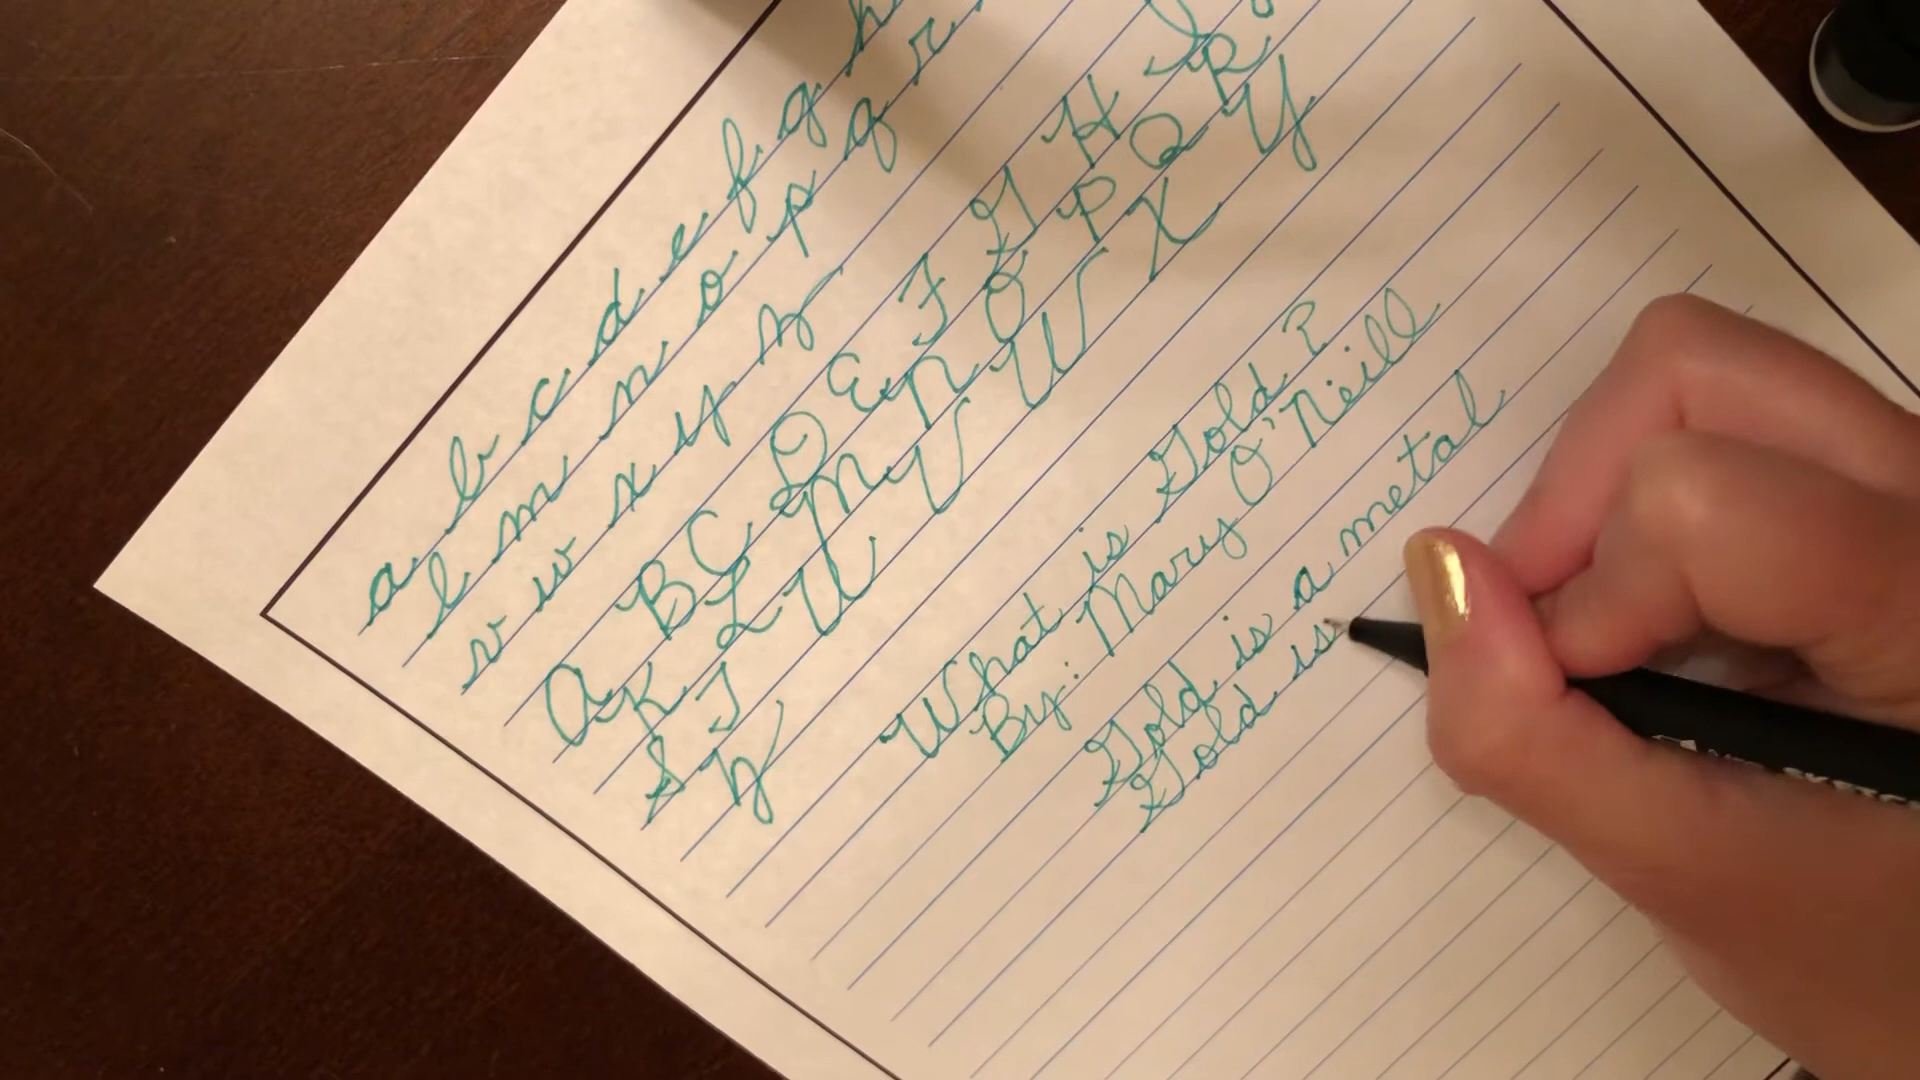 a b c d e f g h
l m n o p q r
v w x y z
A B C D E F G H I
K L M N O P Q R
S T U V W X Y
Z
What is Gold?
By: Mary O'Neill
Gold is a metal
Gold is